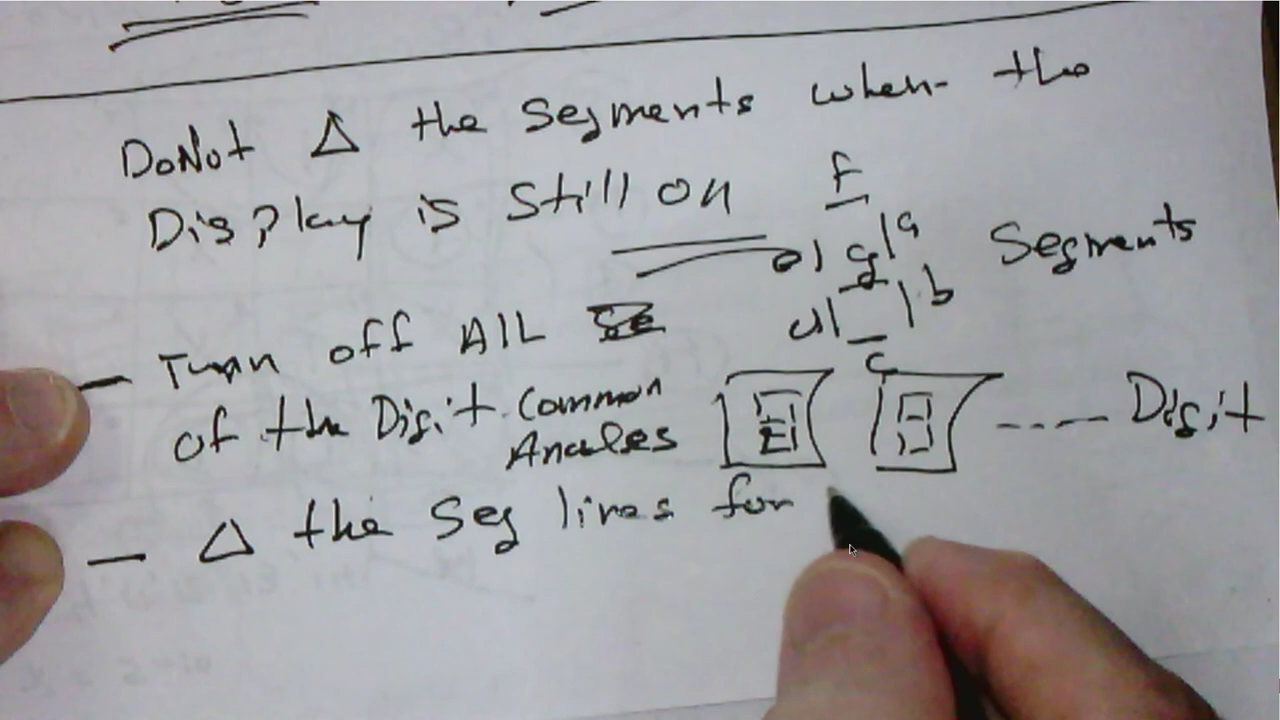 DoNot Δ the Segments when the
Display is Still on
f
g a
b
c
Segments
— Turn off All
of the Digit Common
Anodes
Digit
— Δ the Seg lines for